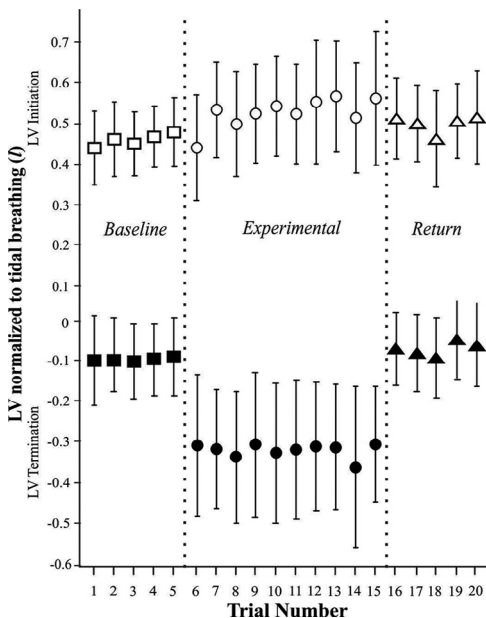 LV normalized to tidal breathing (l)
LV Initiation
LV Termination
0.7
0.6
0.5
0.4
0.3
0.2
0.1
0
-0.1
-0.2
-0.3
-0.4
-0.5
-0.6
Baseline
Experimental
Return
1 2 3 4 5 6 7 8 9 10 11 12 13 14 15 16 17 18 19 20
Trial Number